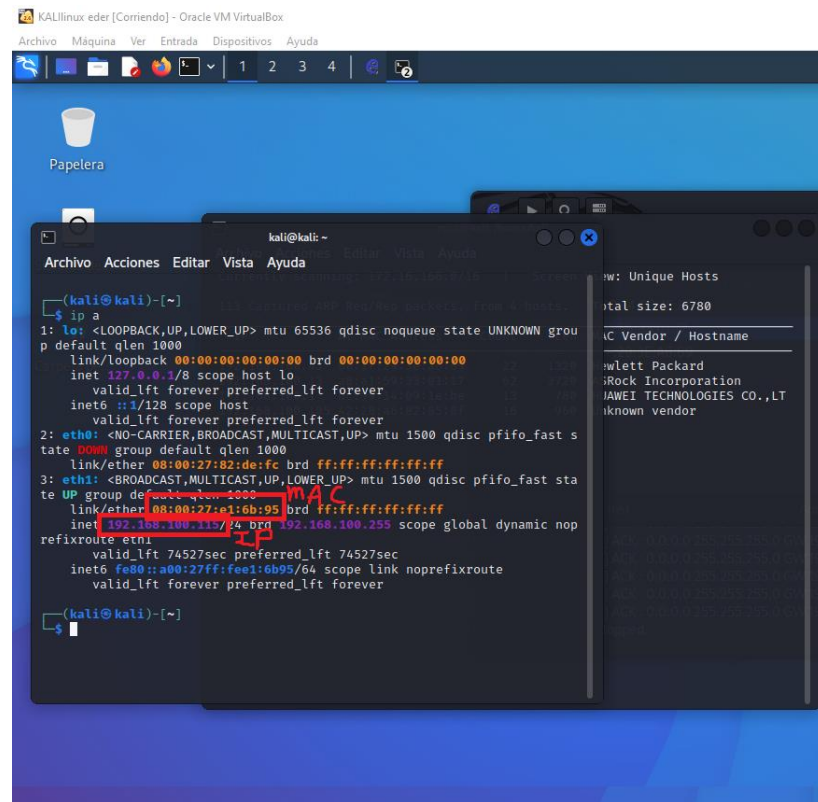 KALIlinux eder [Corriendo] - Oracle VM VirtualBox
Archivo Máquina Ver Entrada Dispositivos Ayuda
1 2 3 4 2
Papelera
kali@kali: ~
Archivo Acciones Editar Vista Ayuda
(kali㉿kali)-[~]
$ ip a
1: lo: <LOOPBACK,UP,LOWER_UP> mtu 65536 qdisc noqueue state UNKNOWN grou
p default qlen 1000
link/loopback 00:00:00:00:00:00 brd 00:00:00:00:00:00
inet 127.0.0.1/8 scope host lo
valid_lft forever preferred_lft forever
inet6 ::1/128 scope host
valid_lft forever preferred_lft forever
2: eth0: <NO-CARRIER,BROADCAST,MULTICAST,UP> mtu 1500 qdisc pfifo_fast s
tate DOWN group default qlen 1000
link/ether 08:00:27:82:de:fc brd ff:ff:ff:ff:ff:ff
3: eth1: <BROADCAST,MULTICAST,UP,LOWER_UP> mtu 1500 qdisc pfifo_fast sta
te UP group default qlen 1000
MAC
link/ether 08:00:27:e1:6b:95 brd ff:ff:ff:ff:ff:ff
inet 192.168.100.115/24 brd 192.168.100.255 scope global dynamic nop
refixroute eth1
IP
valid_lft 74527sec preferred_lft 74527sec
inet6 fe80::a00:27ff:fee1:6b95/64 scope link noprefixroute
valid_lft forever preferred_lft forever
(kali㉿kali)-[~]
$
ew: Unique Hosts
otal size: 6780
AC Vendor / Hostname
ewlett Packard
SRock Incorporation
UAWEI TECHNOLOGIES CO.,LT
nknown vendor